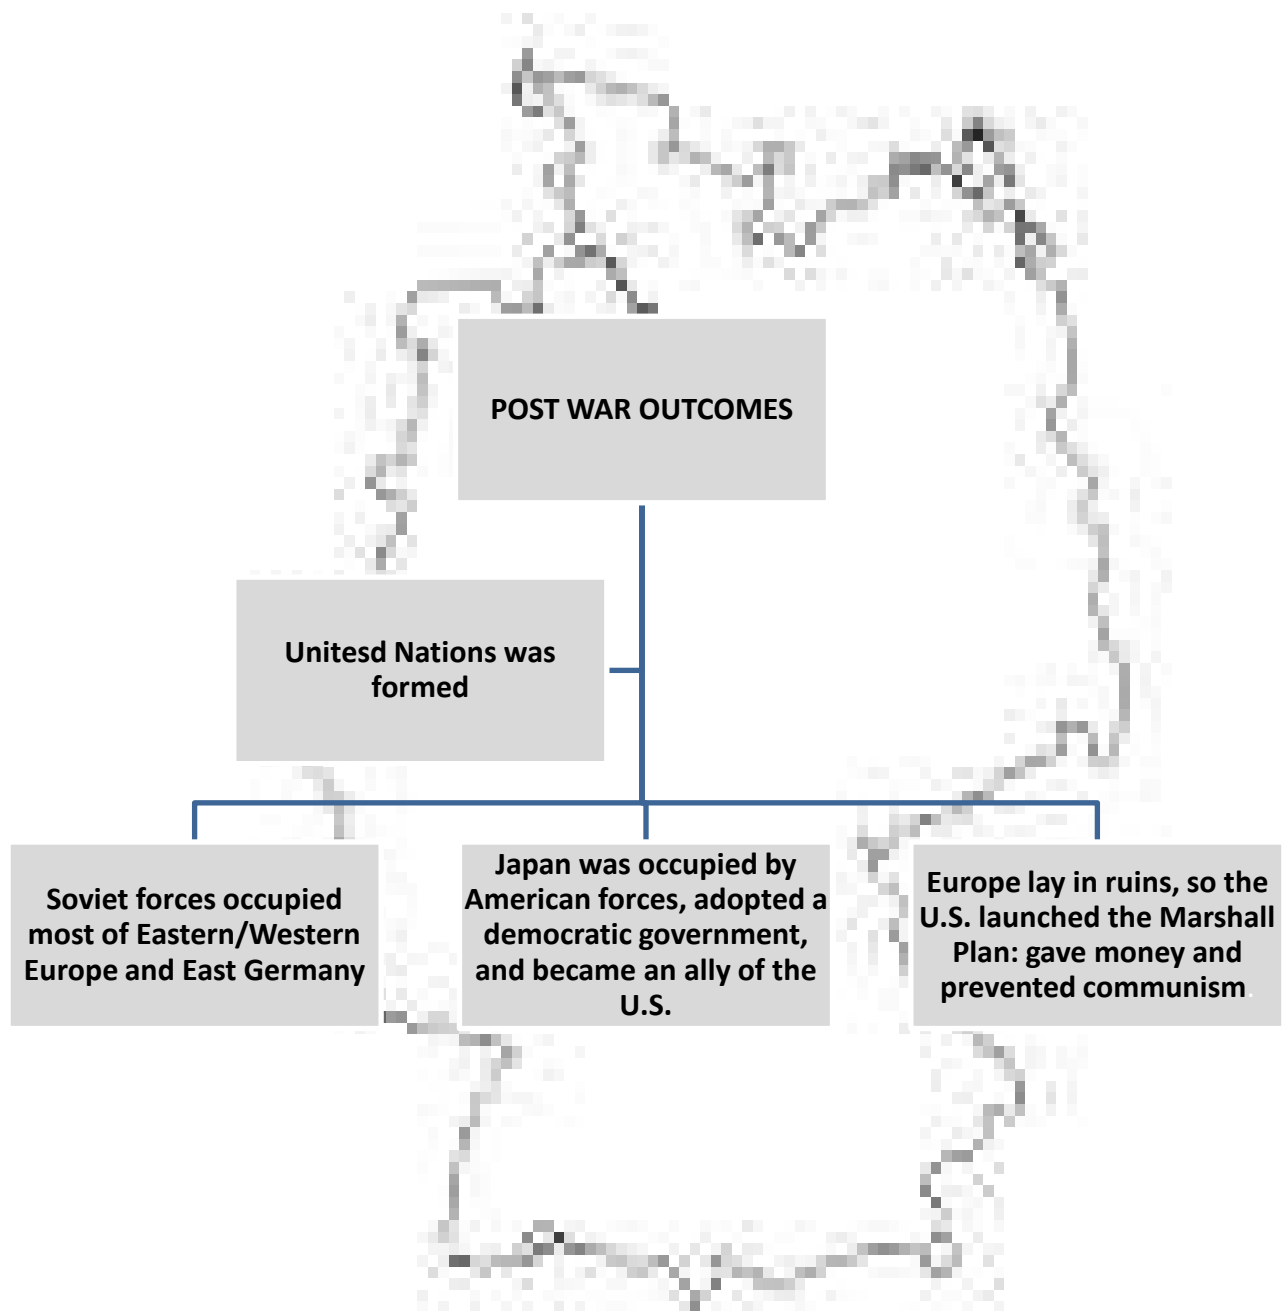 POST WAR OUTCOMES
Unitesd Nations was
formed
Soviet forces occupied
most of Eastern/Western
Europe and East Germany
Japan was occupied by
American forces, adopted a
democratic government,
and became an ally of the
U.S.
Europe lay in ruins, so the
U.S. launched the Marshall
Plan: gave money and
prevented communism.